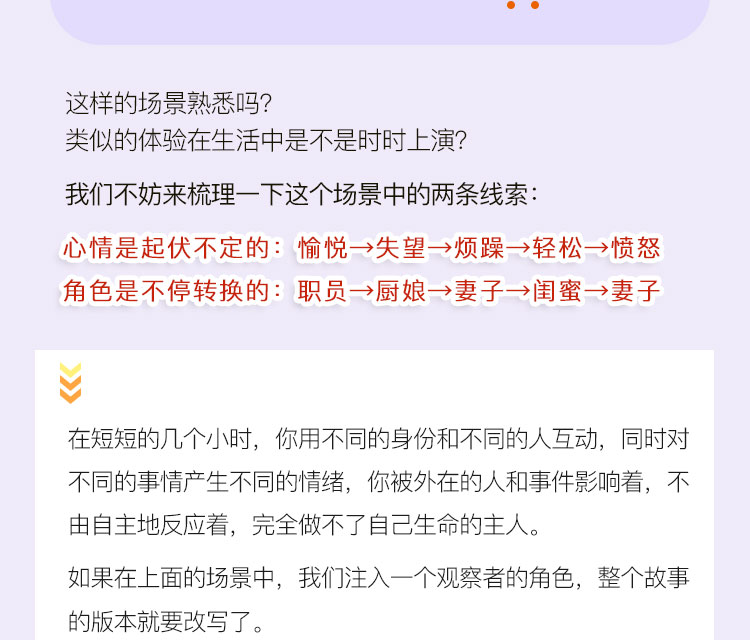 这样的场景熟悉吗？
类似的体验在生活中是不是时时上演？
我们不妨来梳理一下这个场景中的两条线索：
心情是起伏不定的：愉悦→失望→烦躁→轻松→愤怒
角色是不停转换的：职员→厨娘→妻子→闺蜜→妻子
在短短的几个小时，你用不同的身份和不同的人互动，同时对
不同的事情产生不同的情绪，你被外在的人和事件影响着，不
由自主地反应着，完全做不了自己生命的主人。
如果在上面的场景中，我们注入一个观察者的角色，整个故事
的版本就要改写了。